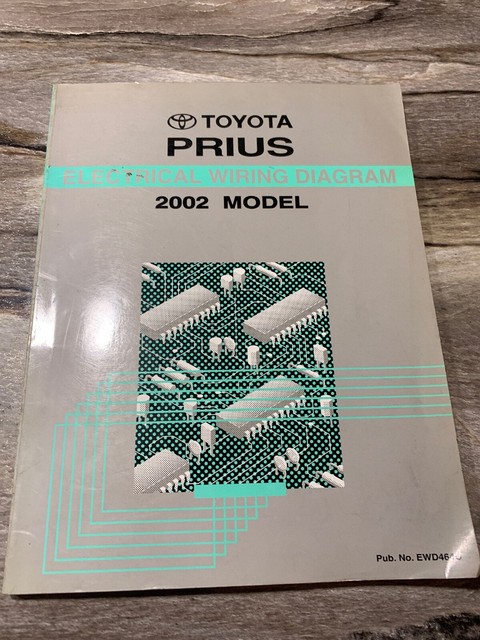 TOYOTA
PRIUS
ELECTRICAL WIRING DIAGRAM
2002 MODEL
Pub. No.